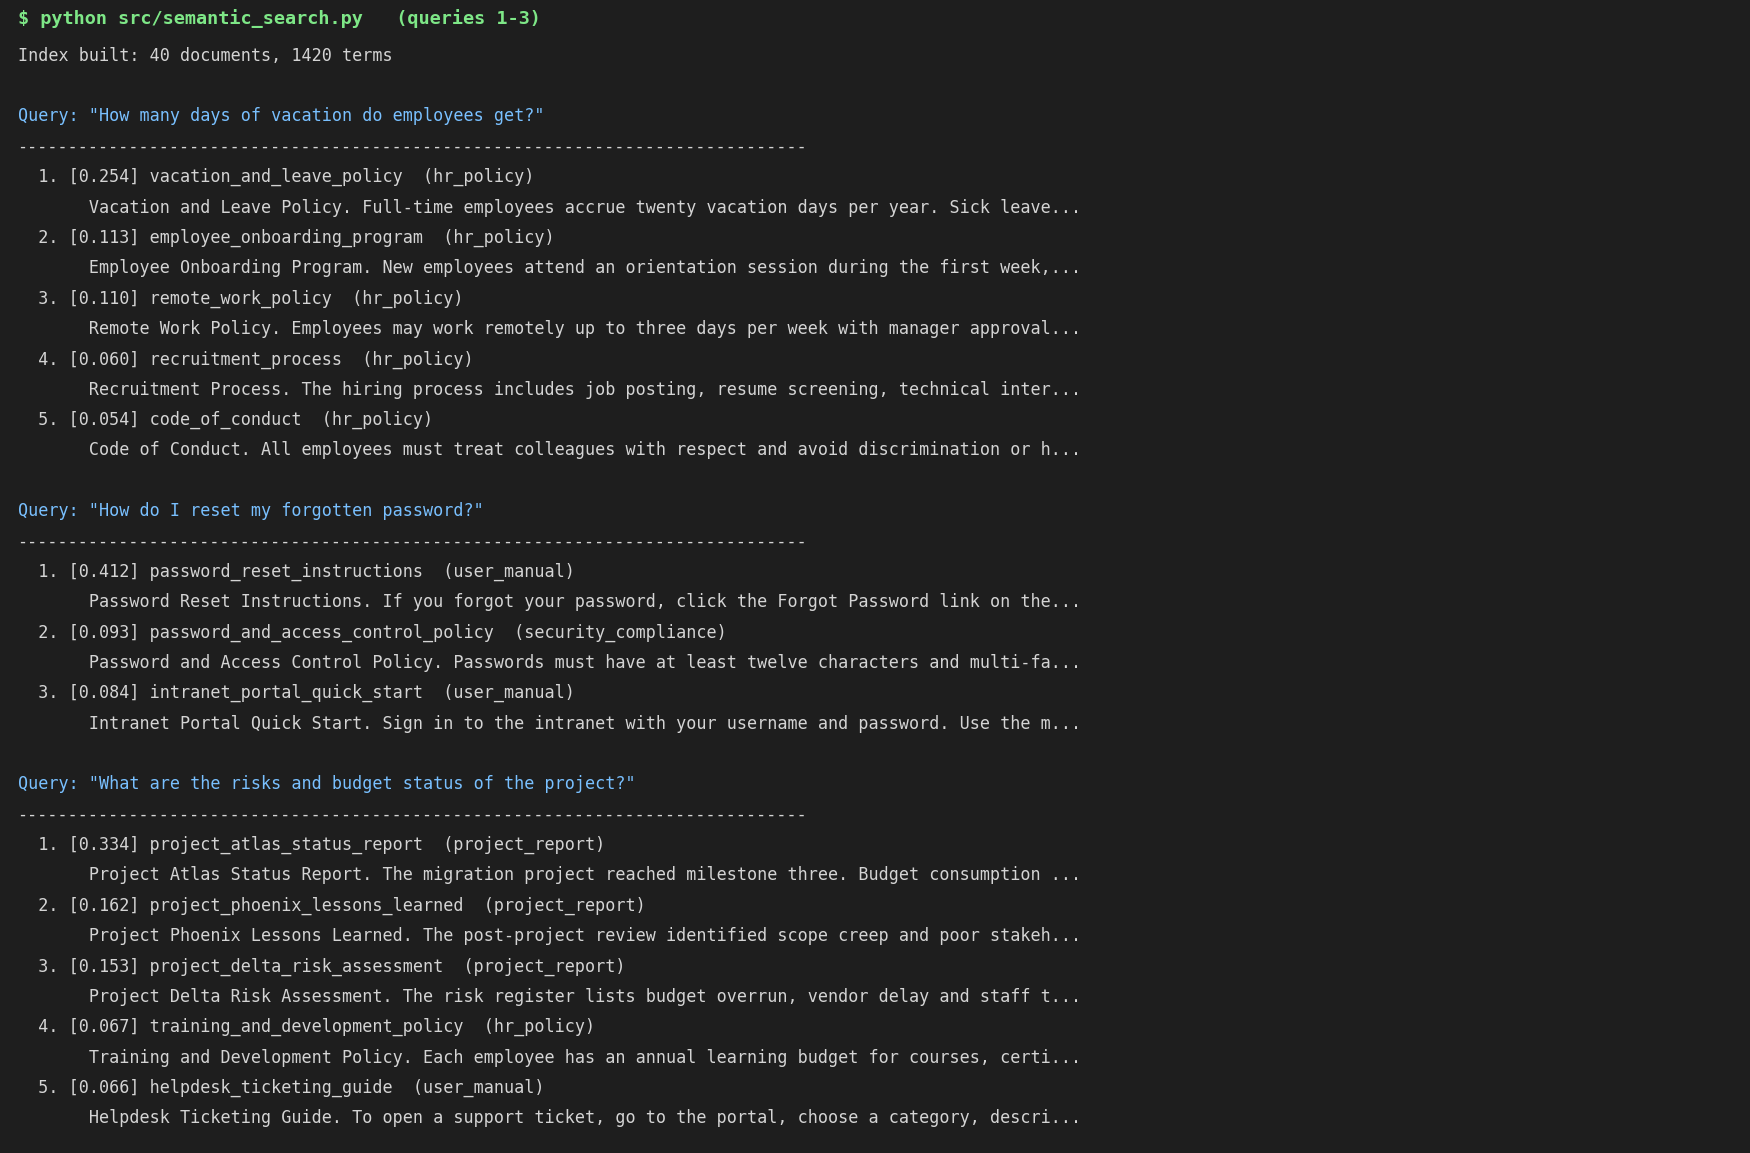 $ python src/semantic_search.py   (queries 1-3)
Index built: 40 documents, 1420 terms
Query: "How many days of vacation do employees get?"
------------------------------------------------------------------------------
  1. [0.254] vacation_and_leave_policy  (hr_policy)
       Vacation and Leave Policy. Full-time employees accrue twenty vacation days per year. Sick leave...
  2. [0.113] employee_onboarding_program  (hr_policy)
       Employee Onboarding Program. New employees attend an orientation session during the first week,...
  3. [0.110] remote_work_policy  (hr_policy)
       Remote Work Policy. Employees may work remotely up to three days per week with manager approval...
  4. [0.060] recruitment_process  (hr_policy)
       Recruitment Process. The hiring process includes job posting, resume screening, technical inter...
  5. [0.054] code_of_conduct  (hr_policy)
       Code of Conduct. All employees must treat colleagues with respect and avoid discrimination or h...
Query: "How do I reset my forgotten password?"
------------------------------------------------------------------------------
  1. [0.412] password_reset_instructions  (user_manual)
       Password Reset Instructions. If you forgot your password, click the Forgot Password link on the...
  2. [0.093] password_and_access_control_policy  (security_compliance)
       Password and Access Control Policy. Passwords must have at least twelve characters and multi-fa...
  3. [0.084] intranet_portal_quick_start  (user_manual)
       Intranet Portal Quick Start. Sign in to the intranet with your username and password. Use the m...
Query: "What are the risks and budget status of the project?"
------------------------------------------------------------------------------
  1. [0.334] project_atlas_status_report  (project_report)
       Project Atlas Status Report. The migration project reached milestone three. Budget consumption ...
  2. [0.162] project_phoenix_lessons_learned  (project_report)
       Project Phoenix Lessons Learned. The post-project review identified scope creep and poor stakeh...
  3. [0.153] project_delta_risk_assessment  (project_report)
       Project Delta Risk Assessment. The risk register lists budget overrun, vendor delay and staff t...
  4. [0.067] training_and_development_policy  (hr_policy)
       Training and Development Policy. Each employee has an annual learning budget for courses, certi...
  5. [0.066] helpdesk_ticketing_guide  (user_manual)
       Helpdesk Ticketing Guide. To open a support ticket, go to the portal, choose a category, descri...